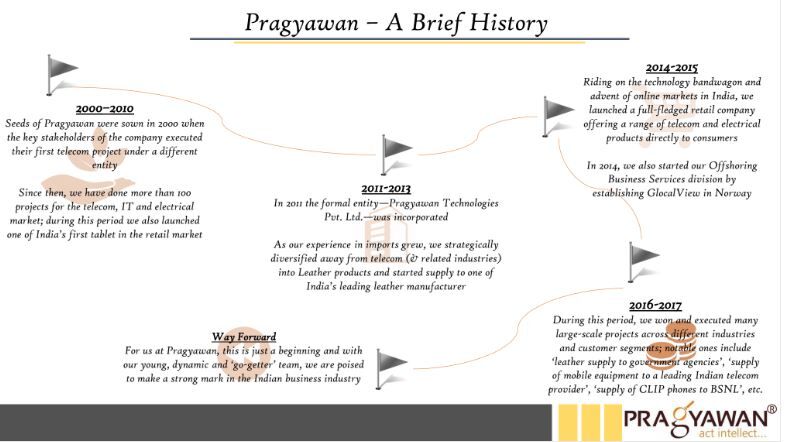 Pragyawan – A Brief History
2000–2010
Seeds of Pragyawan were sown in 2000 when
the key stakeholders of the company executed
their first telecom project under a different
entity
Since then, we have done more than 100
projects for the telecom, IT and electrical
market; during this period we also launched
one of India's first tablet in the retail market
2011-2013
In 2011 the formal entity—Pragyawan Technologies
Pvt. Ltd.—was incorporated
As our experience in imports grew, we strategically
diversified away from telecom (& related industries)
into Leather products and started supply to one of
India's leading leather manufacturer
2014-2015
Riding on the technology bandwagon and
advent of online markets in India, we
launched a full-fledged retail company
offering a range of telecom and electrical
products directly to consumers
In 2014, we also started our Offshoring
Business Services division by
establishing GlocalView in Norway
2016-2017
During this period, we won and executed many
large-scale projects across different industries
and customer segments; notable ones include
'leather supply to government agencies', 'supply
of mobile equipment to a leading Indian telecom
provider', 'supply of CLIP phones to BSNL', etc.
Way Forward
For us at Pragyawan, this is just a beginning and with
our young, dynamic and 'go-getter' team, we are poised
to make a strong mark in the Indian business industry
PRAGYAWAN®
act intellect...